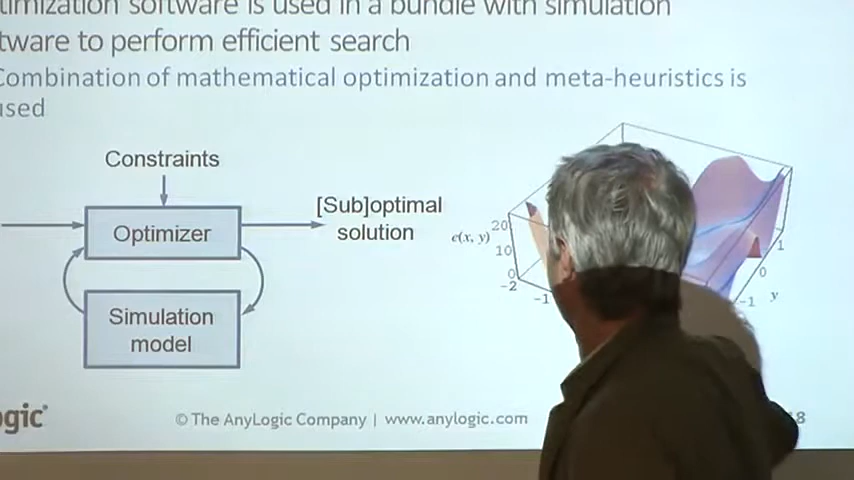 timization software is used in a bundle with simulation
tware to perform efficient search
Combination of mathematical optimization and meta-heuristics is
used
Constraints
Optimizer
[Sub]optimal
solution
Simulation
model
e(x, y)
20
10
0
-2
-1
1
0
-1
y
gic
© The AnyLogic Company | www.anylogic.com
8